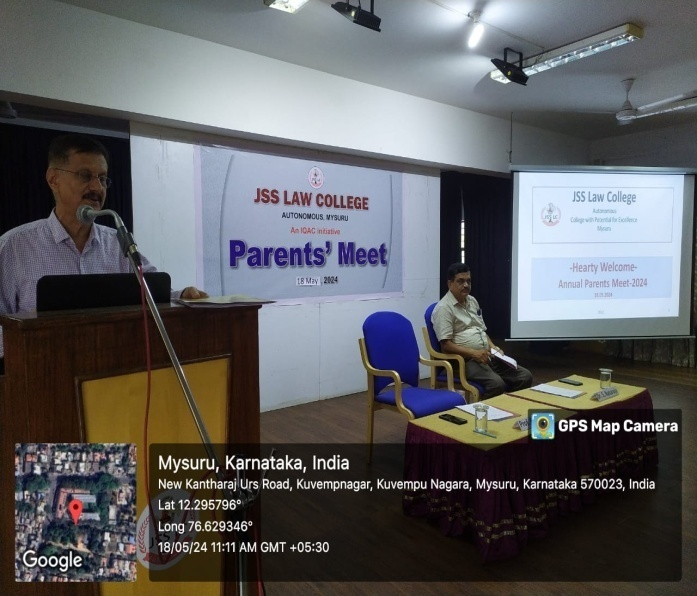 JSS LAW COLLEGE
AUTONOMOUS, MYSURU
An IQAC Initiative
Parents' Meet
18 May , 2024
JSS Law College
Autonomous
College with Potential for Excellence
Mysuru
-Hearty Welcome-
Annual Parents Meet-2024
GPS Map Camera
Mysuru, Karnataka, India
New Kantharaj Urs Road, Kuvempnagar, Kuvempu Nagara, Mysuru, Karnataka 570023, India
Lat 12.295796°
Long 76.629346°
18/05/24 11:11 AM GMT +05:30
Google
JSS